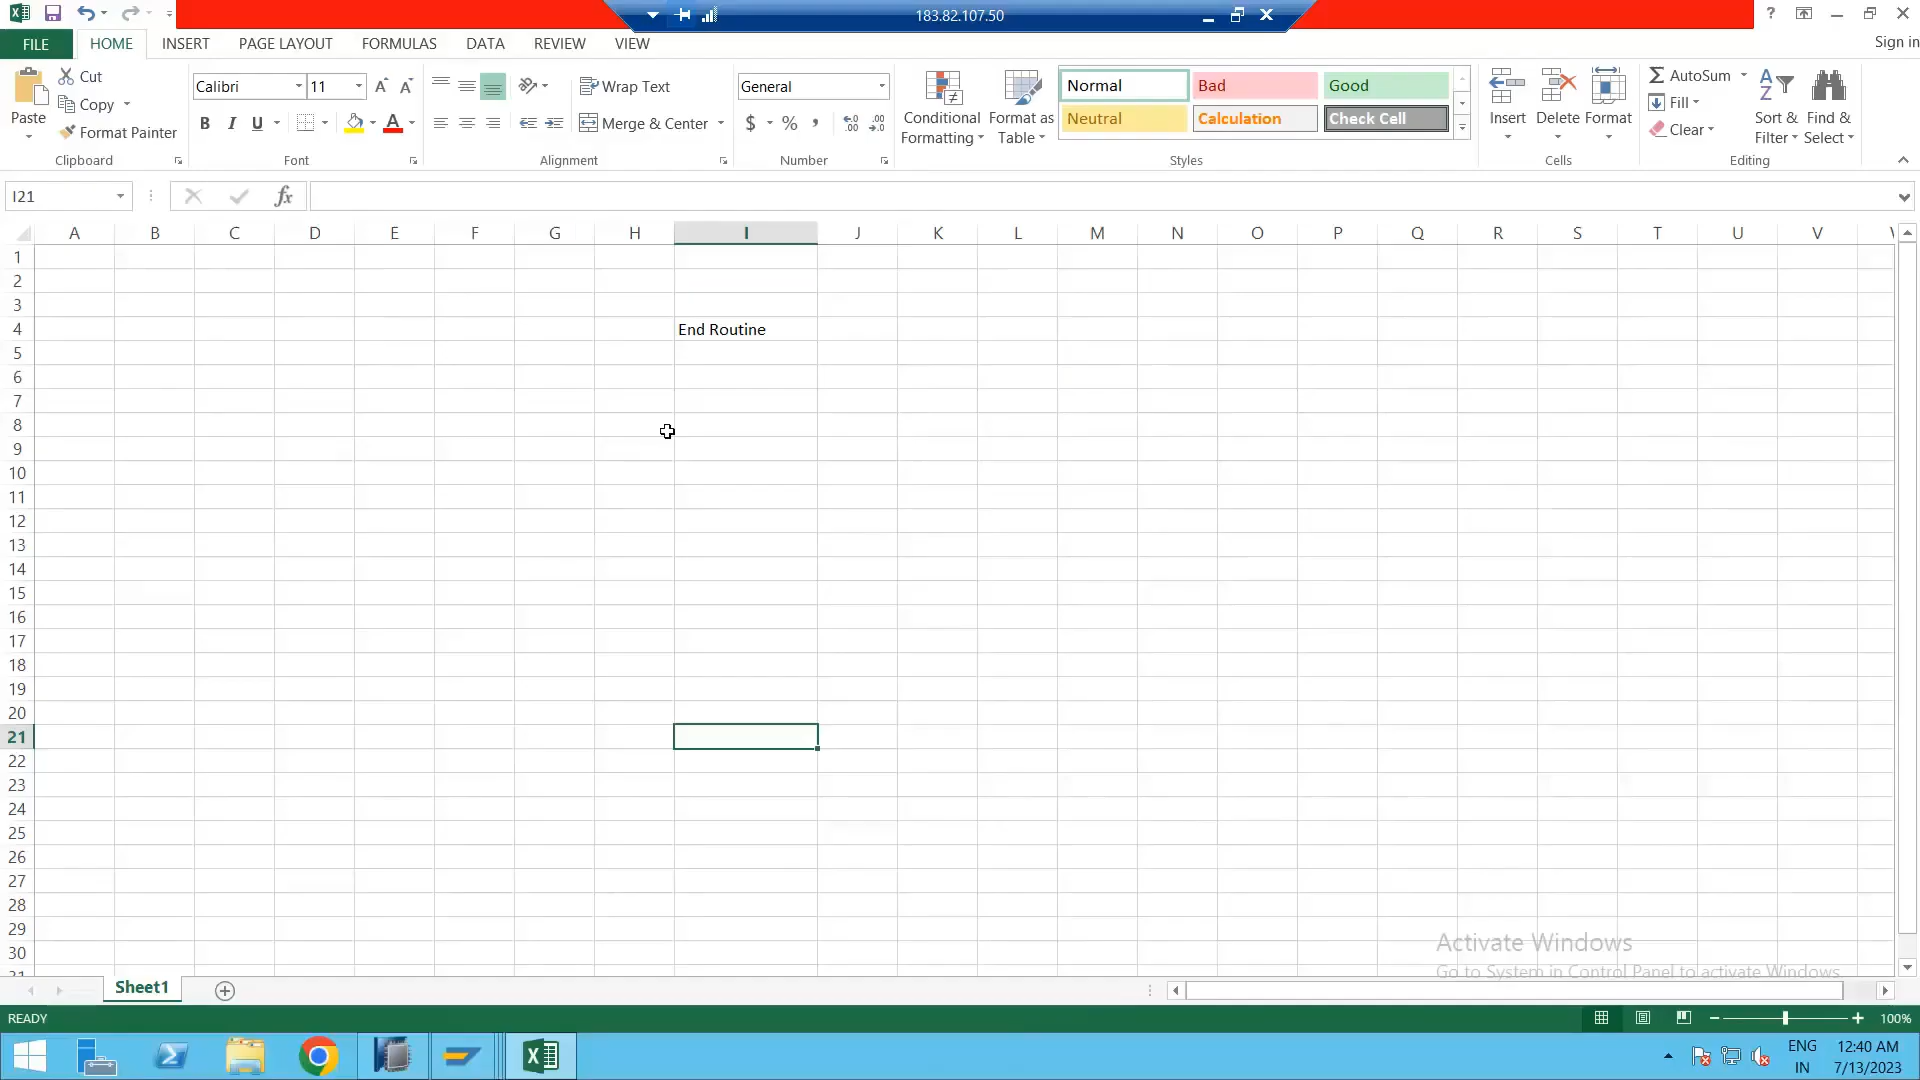 183.82.107.50
?
Sign in
FILE HOME INSERT PAGE LAYOUT FORMULAS DATA REVIEW VIEW
Paste
Cut
Copy
Format Painter
Clipboard
Calibri 11 A A
B I U A
Font
Wrap Text
Merge & Center
Alignment
General
$ % , .00 .0
Number
Conditional Formatting
Format as Table
Normal Bad Good
Neutral Calculation Check Cell
Styles
Insert Delete Format
Cells
AutoSum
Fill
Clear
Sort & Filter
Find & Select
Editing
I21 fx
A B C D E F G H I J K L M N O P Q R S T U V
1
2
3
4 End Routine
5
6
7
8
9
10
11
12
13
14
15
16
17
18
19
20
21
22
23
24
25
26
27
28
29
30
Activate Windows
Go to System in Control Panel to activate Windows.
Sheet1
READY
100%
ENG
IN
12:40 AM
7/13/2023